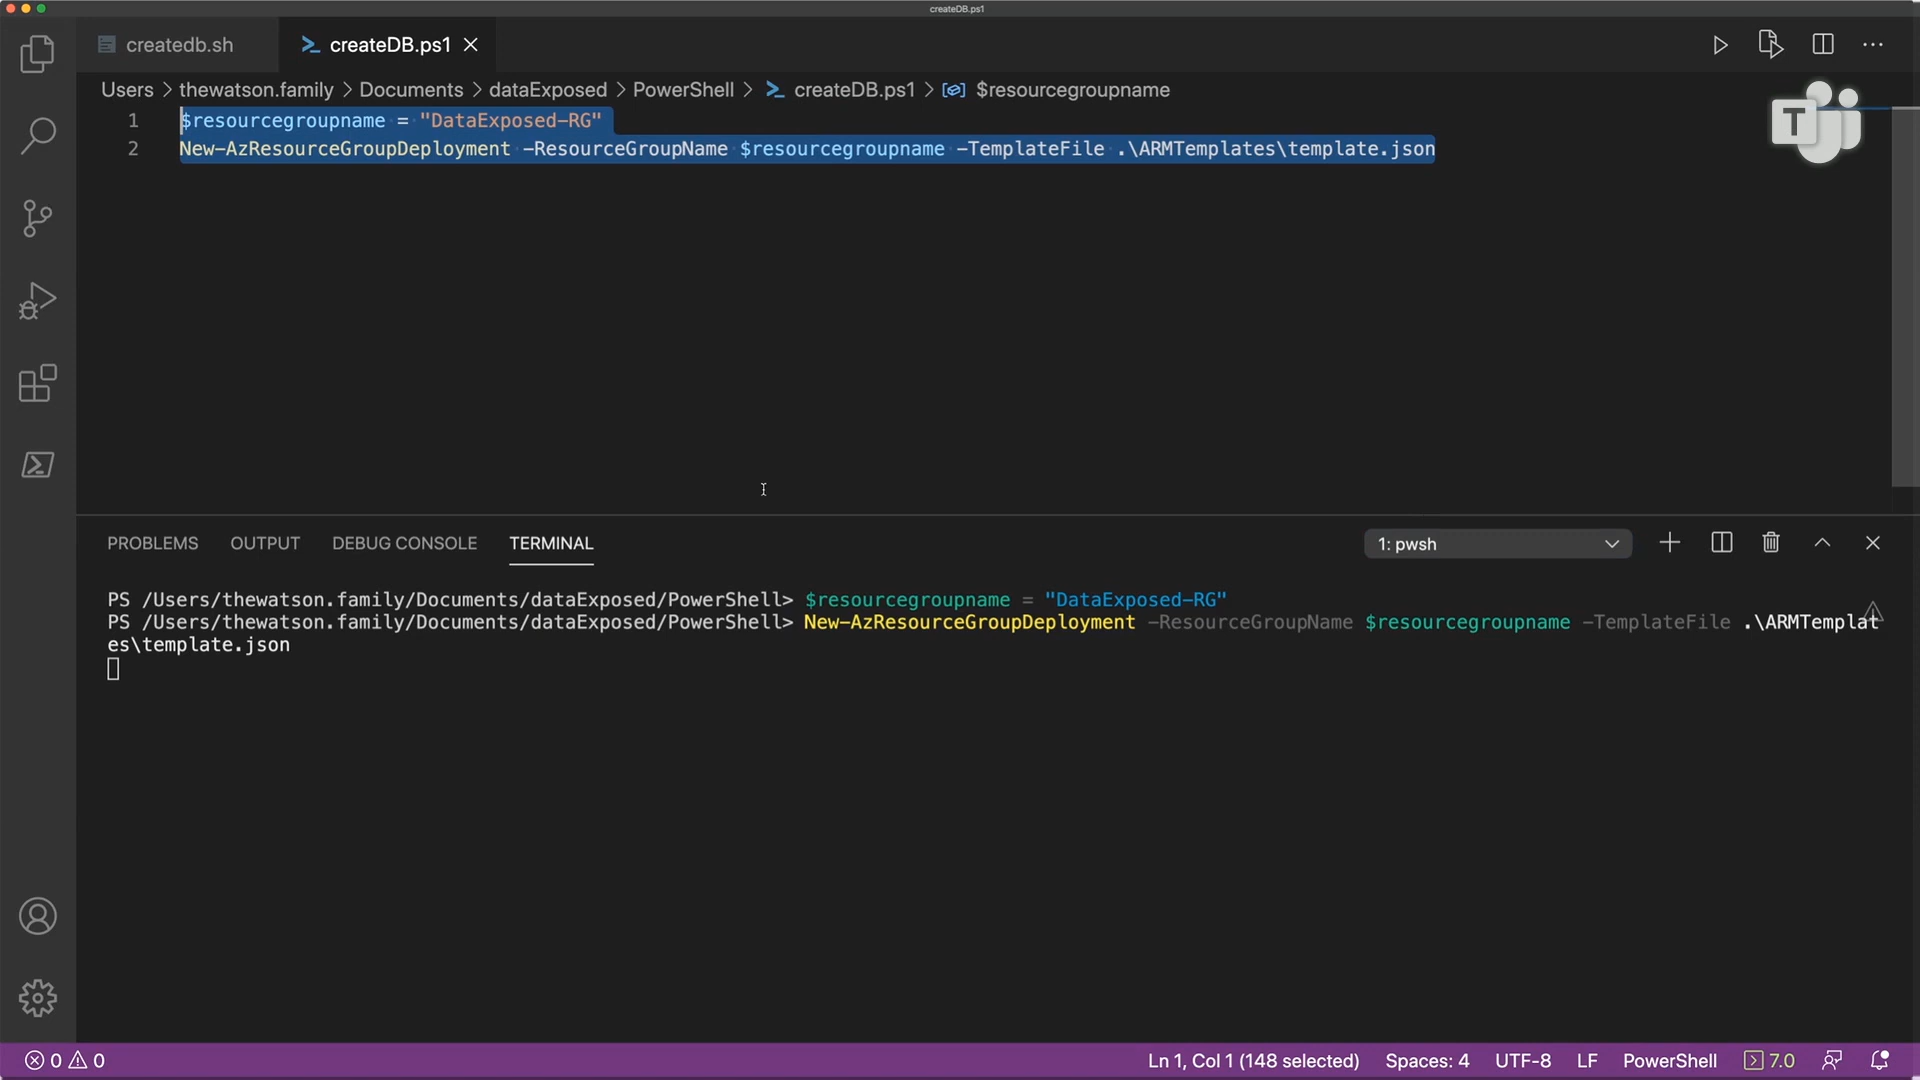 createDB.ps1
createdb.sh
createDB.ps1
Users > thewatson.family > Documents > dataExposed > PowerShell > createDB.ps1 > $resourcegroupname
1 $resourcegroupname = "DataExposed-RG"
2 New-AzResourceGroupDeployment -ResourceGroupName $resourcegroupname -TemplateFile .\ARMTemplates\template.json
T
PROBLEMS OUTPUT DEBUG CONSOLE TERMINAL 1: pwsh
PS /Users/thewatson.family/Documents/dataExposed/PowerShell> $resourcegroupname = "DataExposed-RG"
PS /Users/thewatson.family/Documents/dataExposed/PowerShell> New-AzResourceGroupDeployment -ResourceGroupName $resourcegroupname -TemplateFile .\ARMTemplat
es\template.json
0 0 Ln 1, Col 1 (148 selected) Spaces: 4 UTF-8 LF PowerShell 7.0